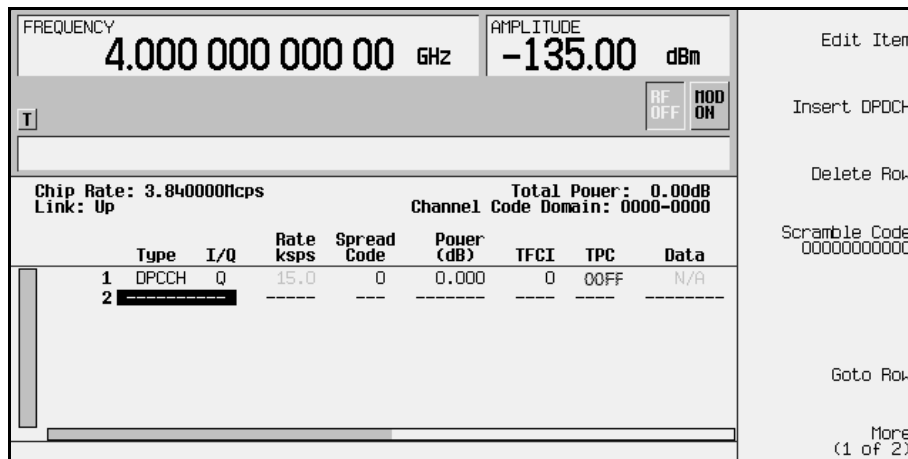 FREQUENCY
4.000 000 000 00 GHz
AMPLITUDE
-135.00 dBm
RF OFF
MOD ON
T
Chip Rate: 3.840000Mcps
Total Power: 0.00dB
Link: Up
Channel Code Domain: 0000-0000
Type I/Q Rate ksps Spread Code Power (dB) TFCI TPC Data
1 DPCCH Q 15.0 0 0.000 0 00FF N/A
2 ---------- ----- --- ------- ---- ---- --------
Edit Item
Insert DPDCH
Delete Row
Scramble Code
00000000000
Goto Row
More
(1 of 2)